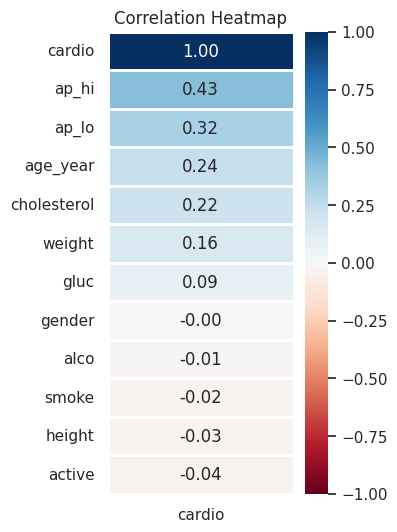 Correlation Heatmap
cardio 1.00
ap_hi 0.43
ap_lo 0.32
age_year 0.24
cholesterol 0.22
weight 0.16
gluc 0.09
gender -0.00
alco -0.01
smoke -0.02
height -0.03
active -0.04
cardio
1.00
0.75
0.50
0.25
0.00
−0.25
−0.50
−0.75
−1.00